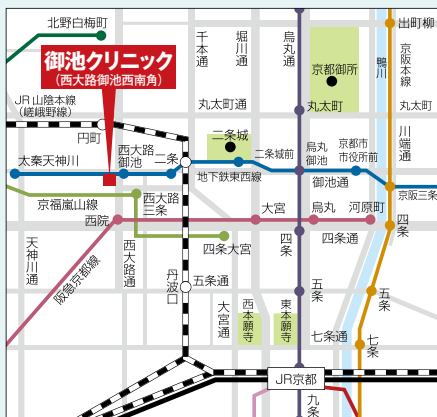 北野白梅町
千本通
堀川通
烏丸通
出町柳
京阪本線
鴨川
京都御所
御池クリニック
(西大路御池西南角)
JR山陰本線
(嵯峨野線)
丸太町通
丸太町
丸太町
川端通
円町
二条城
太秦天神川
西大路
御池
二条
二条城前
烏丸
御池
京都市
市役所前
地下鉄東西線
御池通
京阪三条
京福嵐山線
西大路
三条
西院
大宮
烏丸
河原町
四条
四条大宮
四条
四条通
天神川通
阪急京都線
西大路通
丹波口
五条通
五条
五条
大宮通
西本願寺
東本願寺
七条通
七条
JR京都
九条